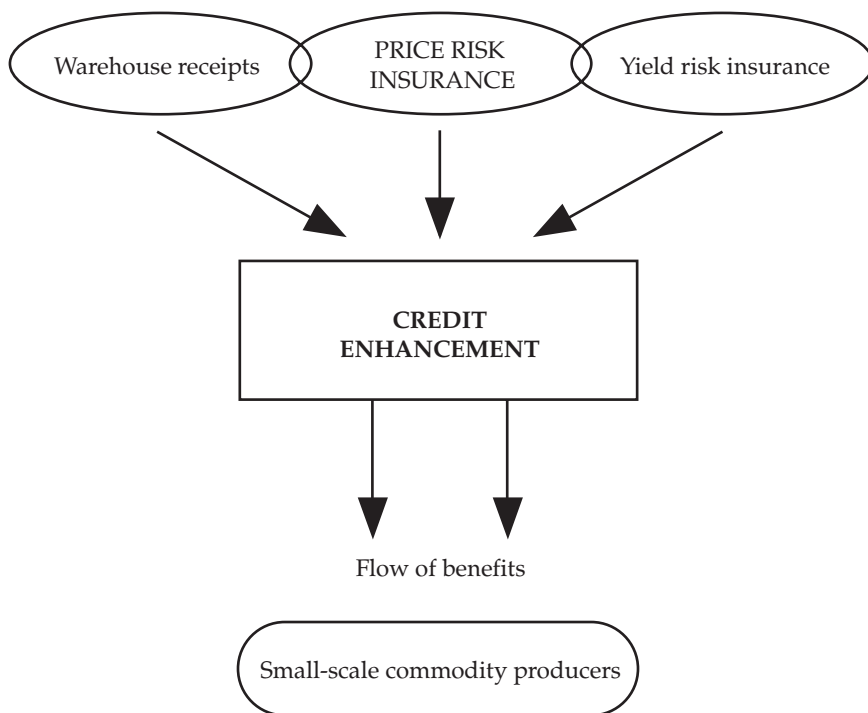 Warehouse receipts
PRICE RISK
INSURANCE
Yield risk insurance
CREDIT
ENHANCEMENT
Flow of benefits
Small-scale commodity producers